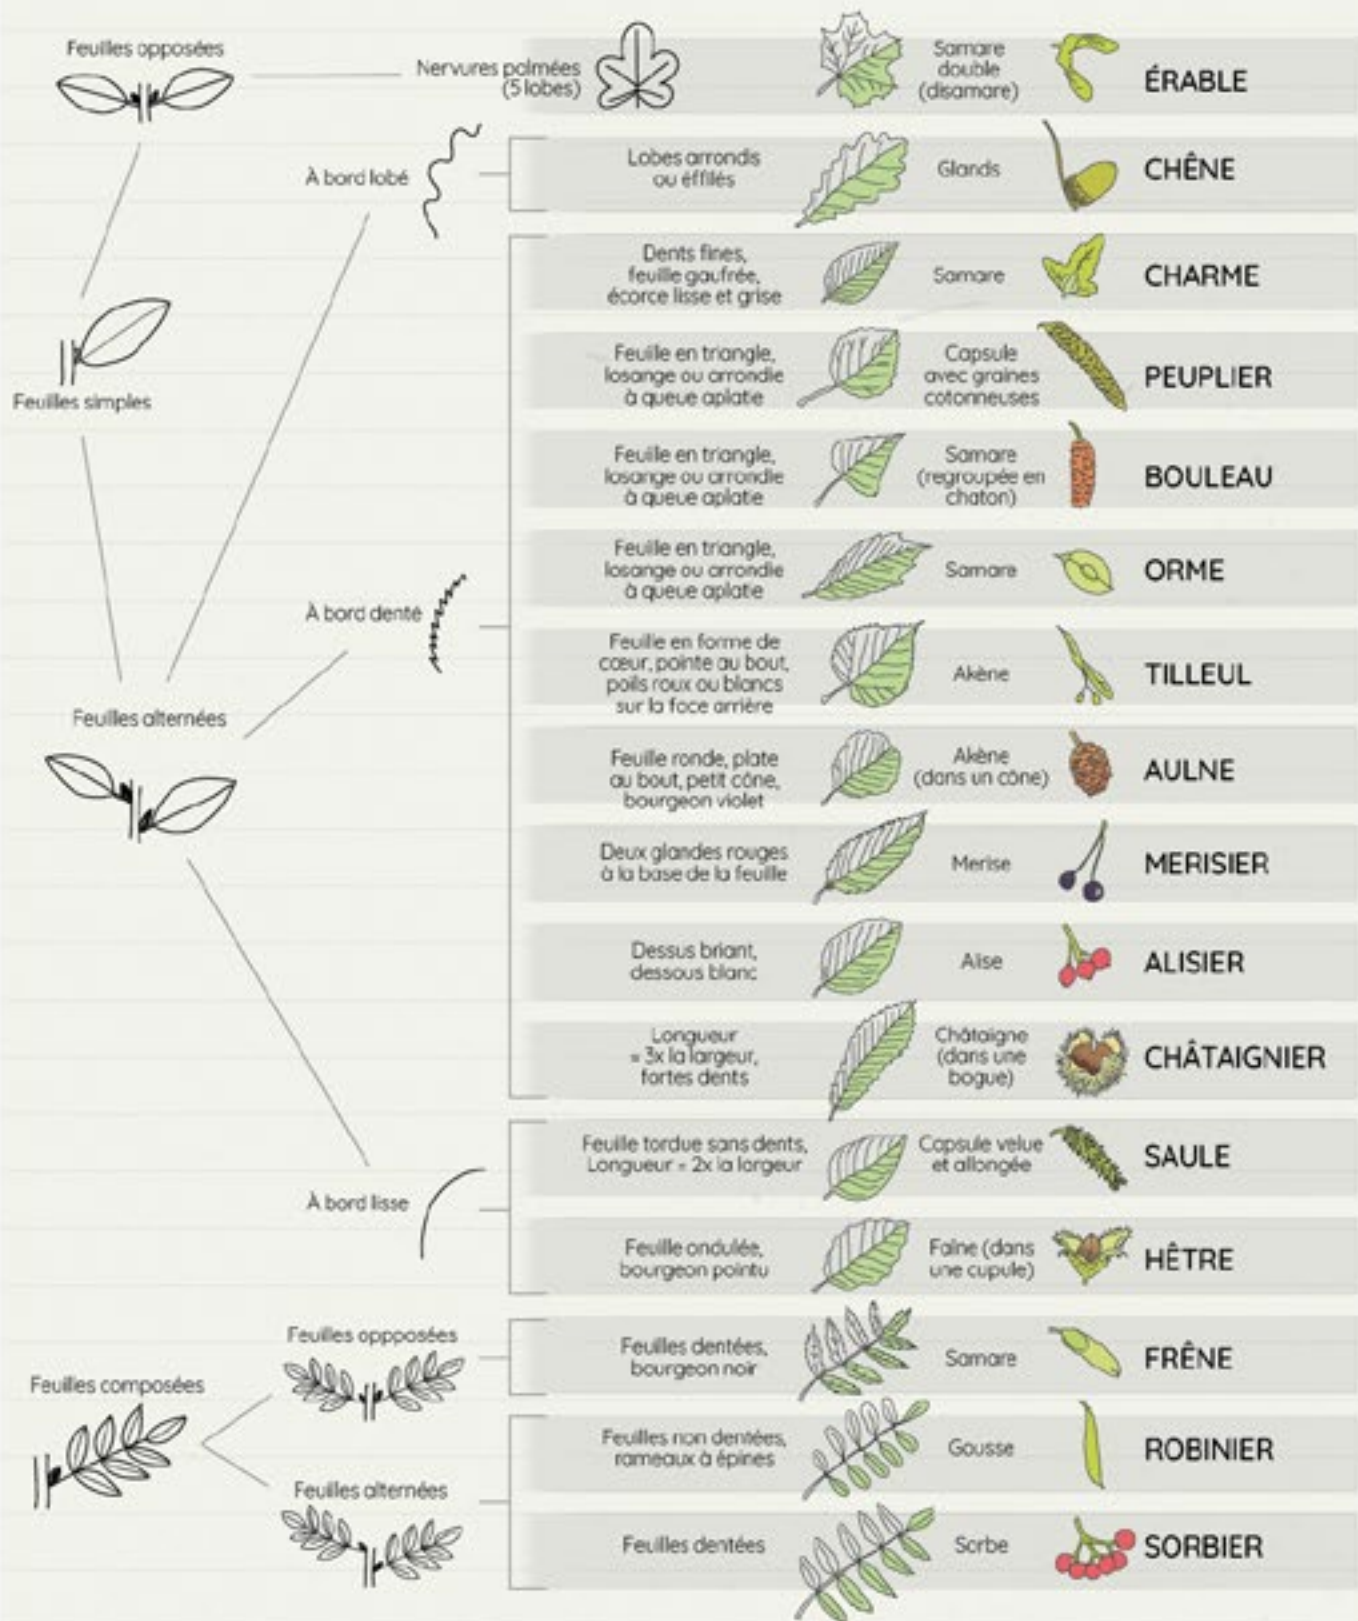 Feuilles opposées
Nervures palmées
(5 lobes)
Samare
double
(disamare)
ÉRABLE
À bord lobé
Lobes arrondis
ou éffilés
Glands
CHÊNE
Dents fines,
feuille gaufrée,
écorce lisse et grise
Samare
CHARME
Feuilles simples
Feuille en triangle,
losange ou arrondie
à queue aplatie
Capsule
avec graines
cotonneuses
PEUPLIER
Feuille en triangle,
losange ou arrondie
à queue aplatie
Samare
(regroupée en
chaton)
BOULEAU
Feuille en triangle,
losange ou arrondie
à queue aplatie
Samare
ORME
À bord denté
Feuille en forme de
cœur, pointe au bout,
poils roux ou blancs
sur la face arrière
Akène
TILLEUL
Feuilles alternées
Feuille ronde, plate
au bout, petit cône,
bourgeon violet
Akène
(dans un cône)
AULNE
Deux glandes rouges
à la base de la feuille
Merise
MERISIER
Dessus briant,
dessous blanc
Alise
ALISIER
Longueur
= 3x la largeur,
fortes dents
Châtaigne
(dans une
bogue)
CHÂTAIGNIER
À bord lisse
Feuille tordue sans dents,
Longueur = 2x la largeur
Capsule velue
et allongée
SAULE
Feuille ondulée,
bourgeon pointu
Faîne (dans
une cupule)
HÊTRE
Feuilles composées
Feuilles oppposées
Feuilles dentées,
bourgeon noir
Samare
FRÊNE
Feuilles alternées
Feuilles non dentées,
rameaux à épines
Gousse
ROBINIER
Feuilles dentées
Sorbe
SORBIER